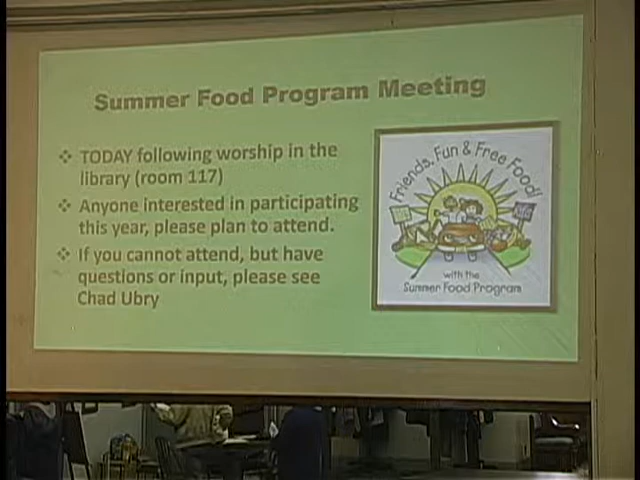 Summer Food Program Meeting
❖ TODAY following worship in the
library (room 117)
❖ Anyone interested in participating
this year, please plan to attend.
❖ If you cannot attend, but have
questions or input, please see
Chad Ubry
Friends, Fun & Free Food!
with the
Summer Food Program